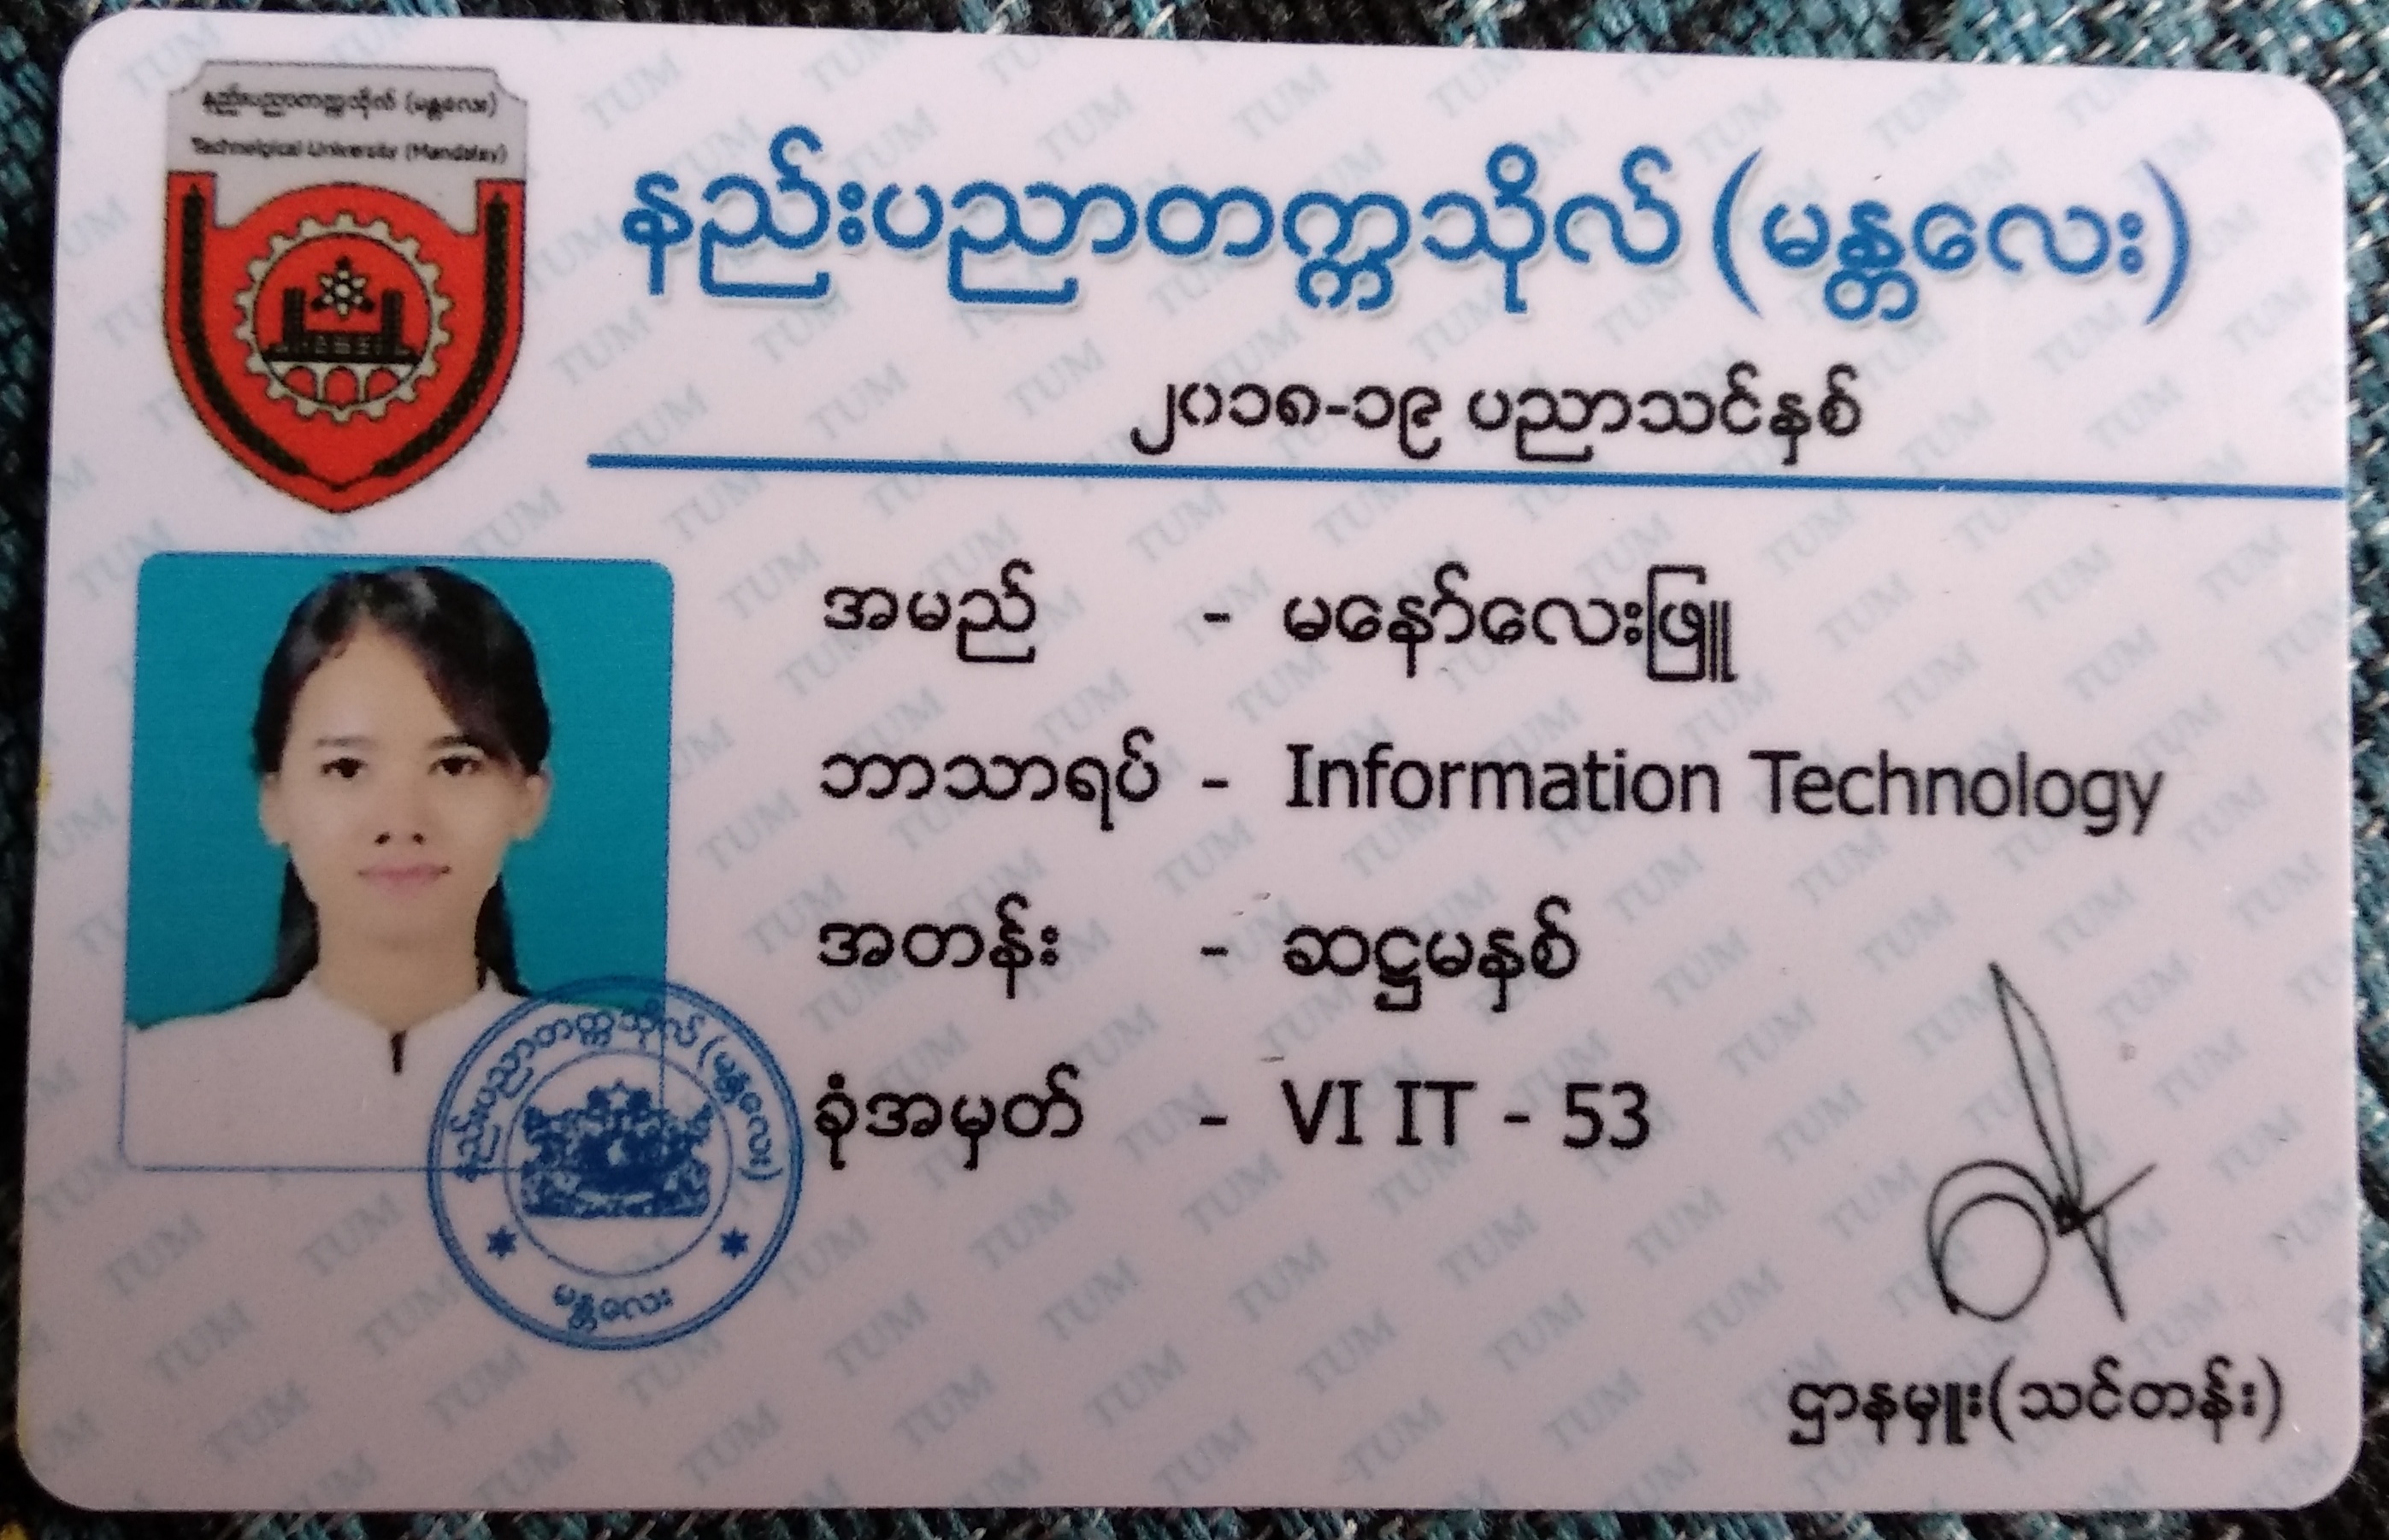 နည်းပညာတက္ကသိုလ် (မန္တလေး)
Technolgical University (Mandalay)
နည်းပညာတက္ကသိုလ် (မန္တလေး)
၂၀၁၈-၁၉ ပညာသင်နှစ်
အမည် - မနော်လေးဖြူ
ဘာသာရပ် - Information Technology
အတန်း - ဆဋ္ဌမနှစ်
ခုံအမှတ် - VI IT - 53
နည်းပညာတက္ကသိုလ် (မန္တလေး)
မန္တလေး
ဌာနမှူး(သင်တန်း)
TUM